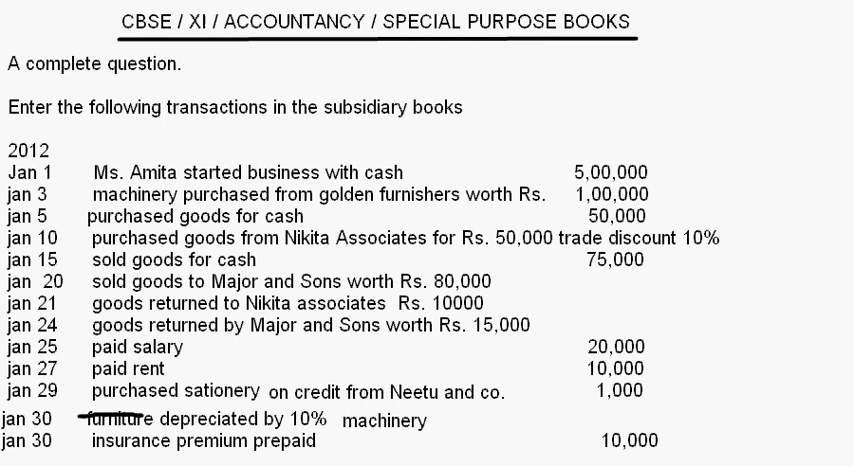 CBSE / XI / ACCOUNTANCY / SPECIAL PURPOSE BOOKS
A complete question.
Enter the following transactions in the subsidiary books
2012
Jan 1 Ms. Amita started business with cash 5,00,000
jan 3 machinery purchased from golden furnishers worth Rs. 1,00,000
jan 5 purchased goods for cash 50,000
jan 10 purchased goods from Nikita Associates for Rs. 50,000 trade discount 10%
jan 15 sold goods for cash 75,000
jan 20 sold goods to Major and Sons worth Rs. 80,000
jan 21 goods returned to Nikita associates Rs. 10000
jan 24 goods returned by Major and Sons worth Rs. 15,000
jan 25 paid salary 20,000
jan 27 paid rent 10,000
jan 29 purchased sationery on credit from Neetu and co. 1,000
jan 30 furniture depreciated by 10% machinery
jan 30 insurance premium prepaid 10,000